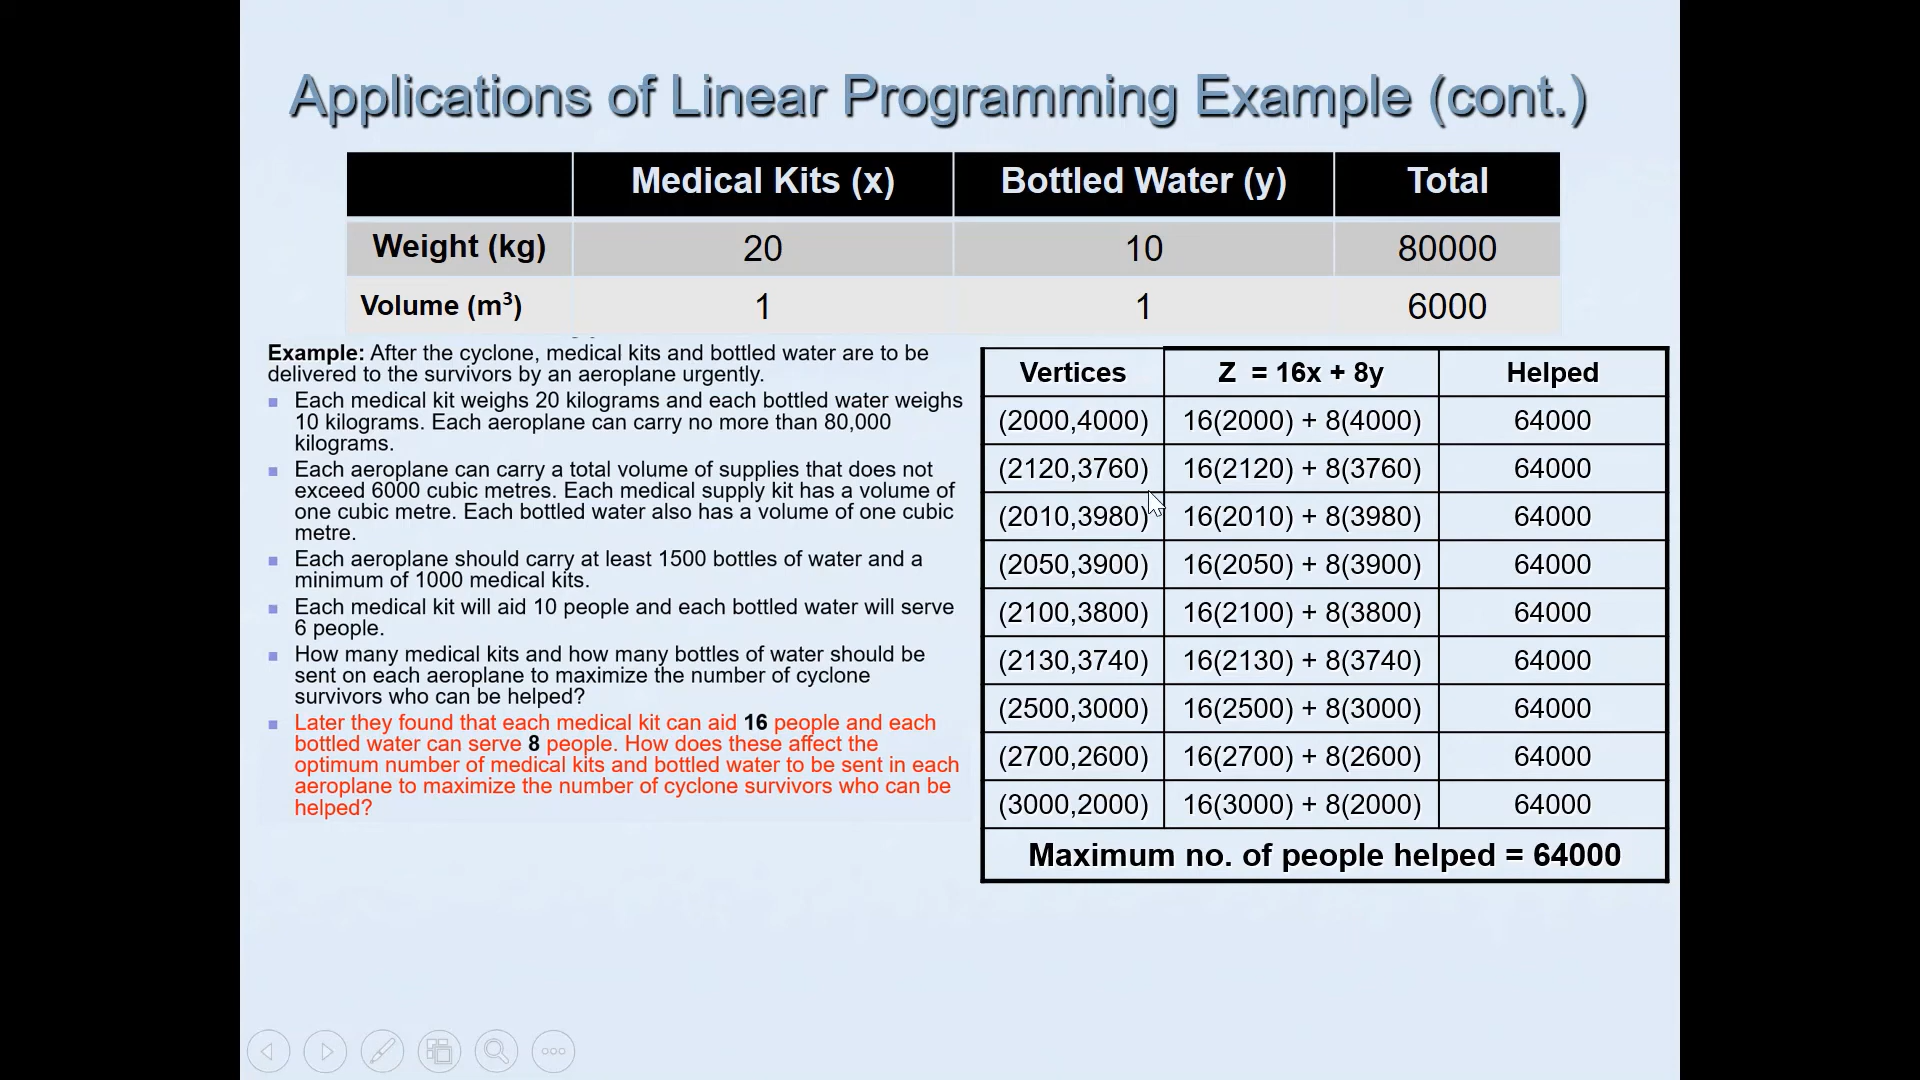 Applications of Linear Programming Example (cont.)
Medical Kits (x) Bottled Water (y) Total
Weight (kg) 20 10 80000
Volume (m³) 1 1 6000
Example: After the cyclone, medical kits and bottled water are to be
delivered to the survivors by an aeroplane urgently.
Each medical kit weighs 20 kilograms and each bottled water weighs
10 kilograms. Each aeroplane can carry no more than 80,000
kilograms.
Each aeroplane can carry a total volume of supplies that does not
exceed 6000 cubic metres. Each medical supply kit has a volume of
one cubic metre. Each bottled water also has a volume of one cubic
metre.
Each aeroplane should carry at least 1500 bottles of water and a
minimum of 1000 medical kits.
Each medical kit will aid 10 people and each bottled water will serve
6 people.
How many medical kits and how many bottles of water should be
sent on each aeroplane to maximize the number of cyclone
survivors who can be helped?
Later they found that each medical kit can aid 16 people and each
bottled water can serve 8 people. How does these affect the
optimum number of medical kits and bottled water to be sent in each
aeroplane to maximize the number of cyclone survivors who can be
helped?
Vertices Z = 16x + 8y Helped
(2000,4000) 16(2000) + 8(4000) 64000
(2120,3760) 16(2120) + 8(3760) 64000
(2010,3980) 16(2010) + 8(3980) 64000
(2050,3900) 16(2050) + 8(3900) 64000
(2100,3800) 16(2100) + 8(3800) 64000
(2130,3740) 16(2130) + 8(3740) 64000
(2500,3000) 16(2500) + 8(3000) 64000
(2700,2600) 16(2700) + 8(2600) 64000
(3000,2000) 16(3000) + 8(2000) 64000
Maximum no. of people helped = 64000